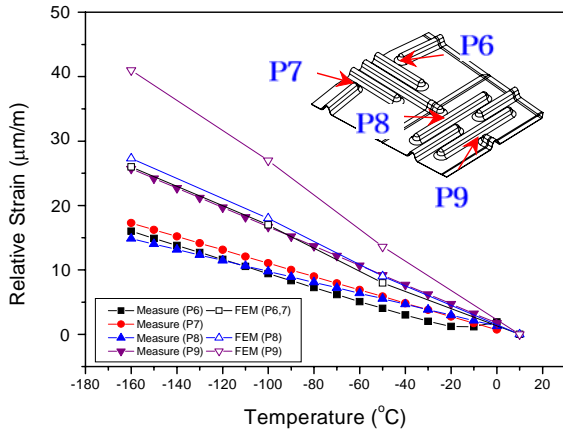 50
40
30
20
10
0
-180 -160 -140 -120 -100 -80 -60 -40 -20 0 20
Relative Strain (μm/m)
Temperature (°C)
P6
P7
P8
P9
Measure (P6) FEM (P6,7)
Measure (P7)
Measure (P8) FEM (P8)
Measure (P9) FEM (P9)